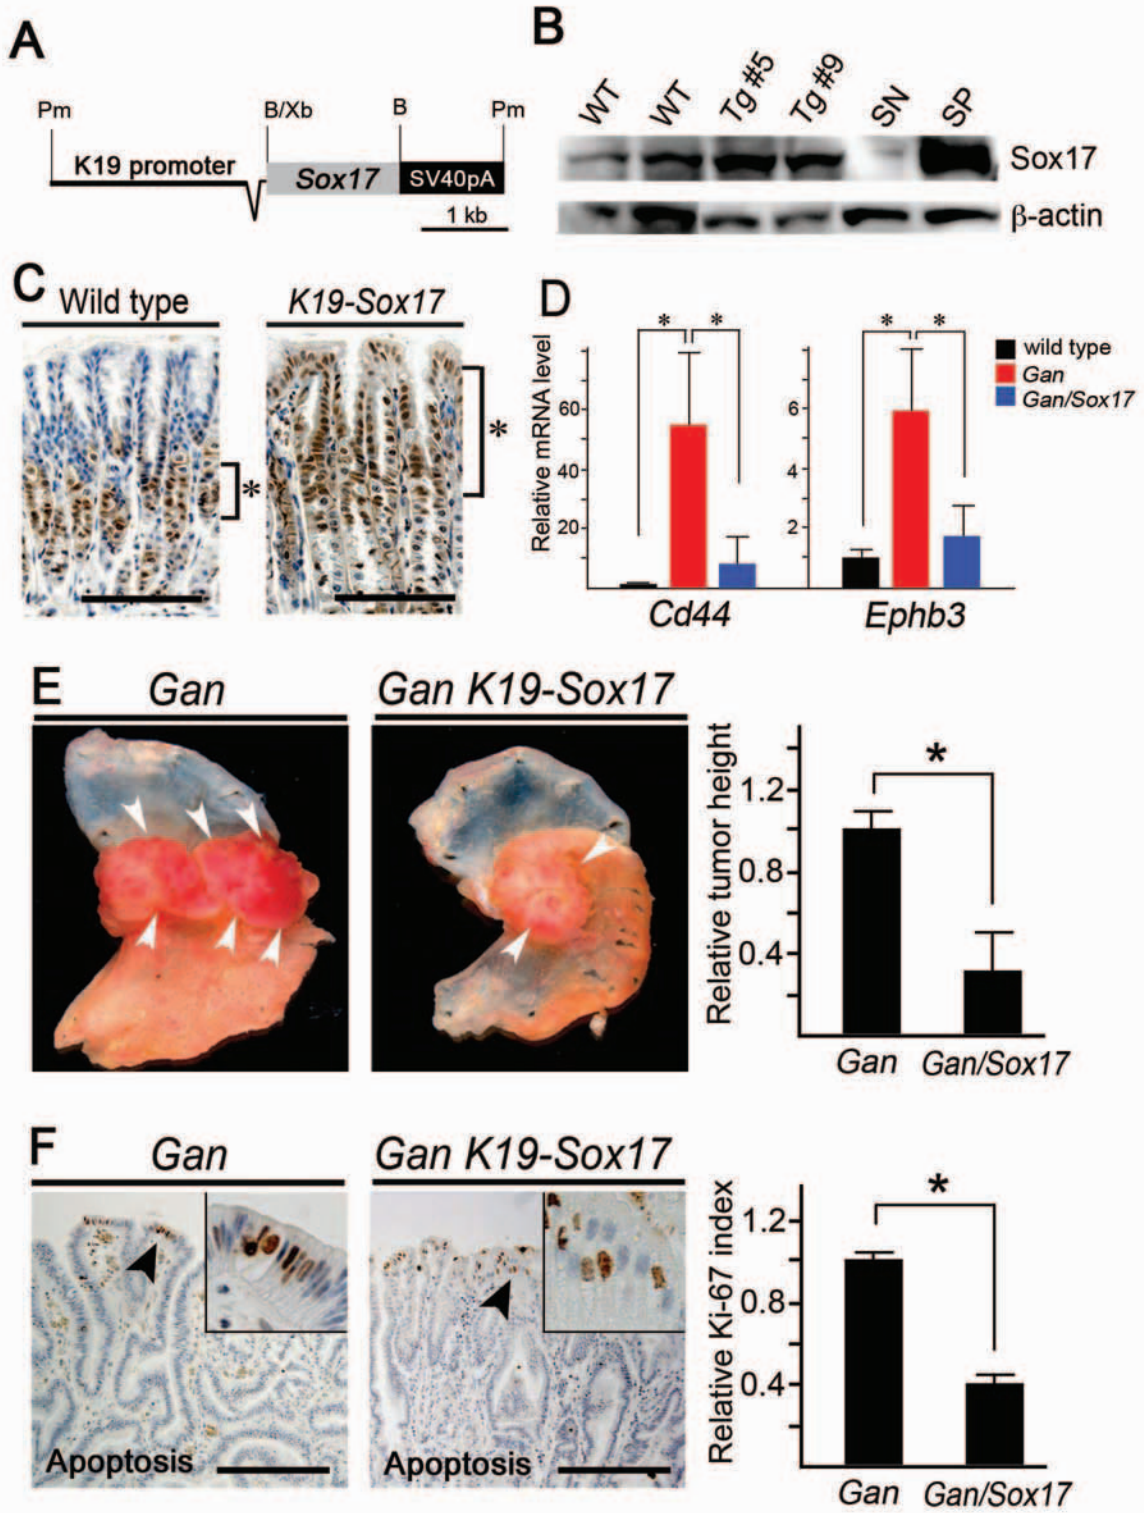 A
Pm
B/Xb
B
Pm
K19 promoter
Sox17
SV40pA
1 kb
B
WT
WT
Tg #5
Tg #9
SN
SP
Sox17
β-actin
C
Wild type
K19-Sox17
*
*
D
Relative mRNA level
60
40
20
* *
Cd44
6
4
2
* *
Ephb3
wild type
Gan
Gan/Sox17
E
Gan
Gan K19-Sox17
Relative tumor height
1.2
0.8
0.4
*
Gan
Gan/Sox17
F
Gan
Gan K19-Sox17
Apoptosis
Apoptosis
Relative Ki-67 index
1.2
0.8
0.4
*
Gan
Gan/Sox17